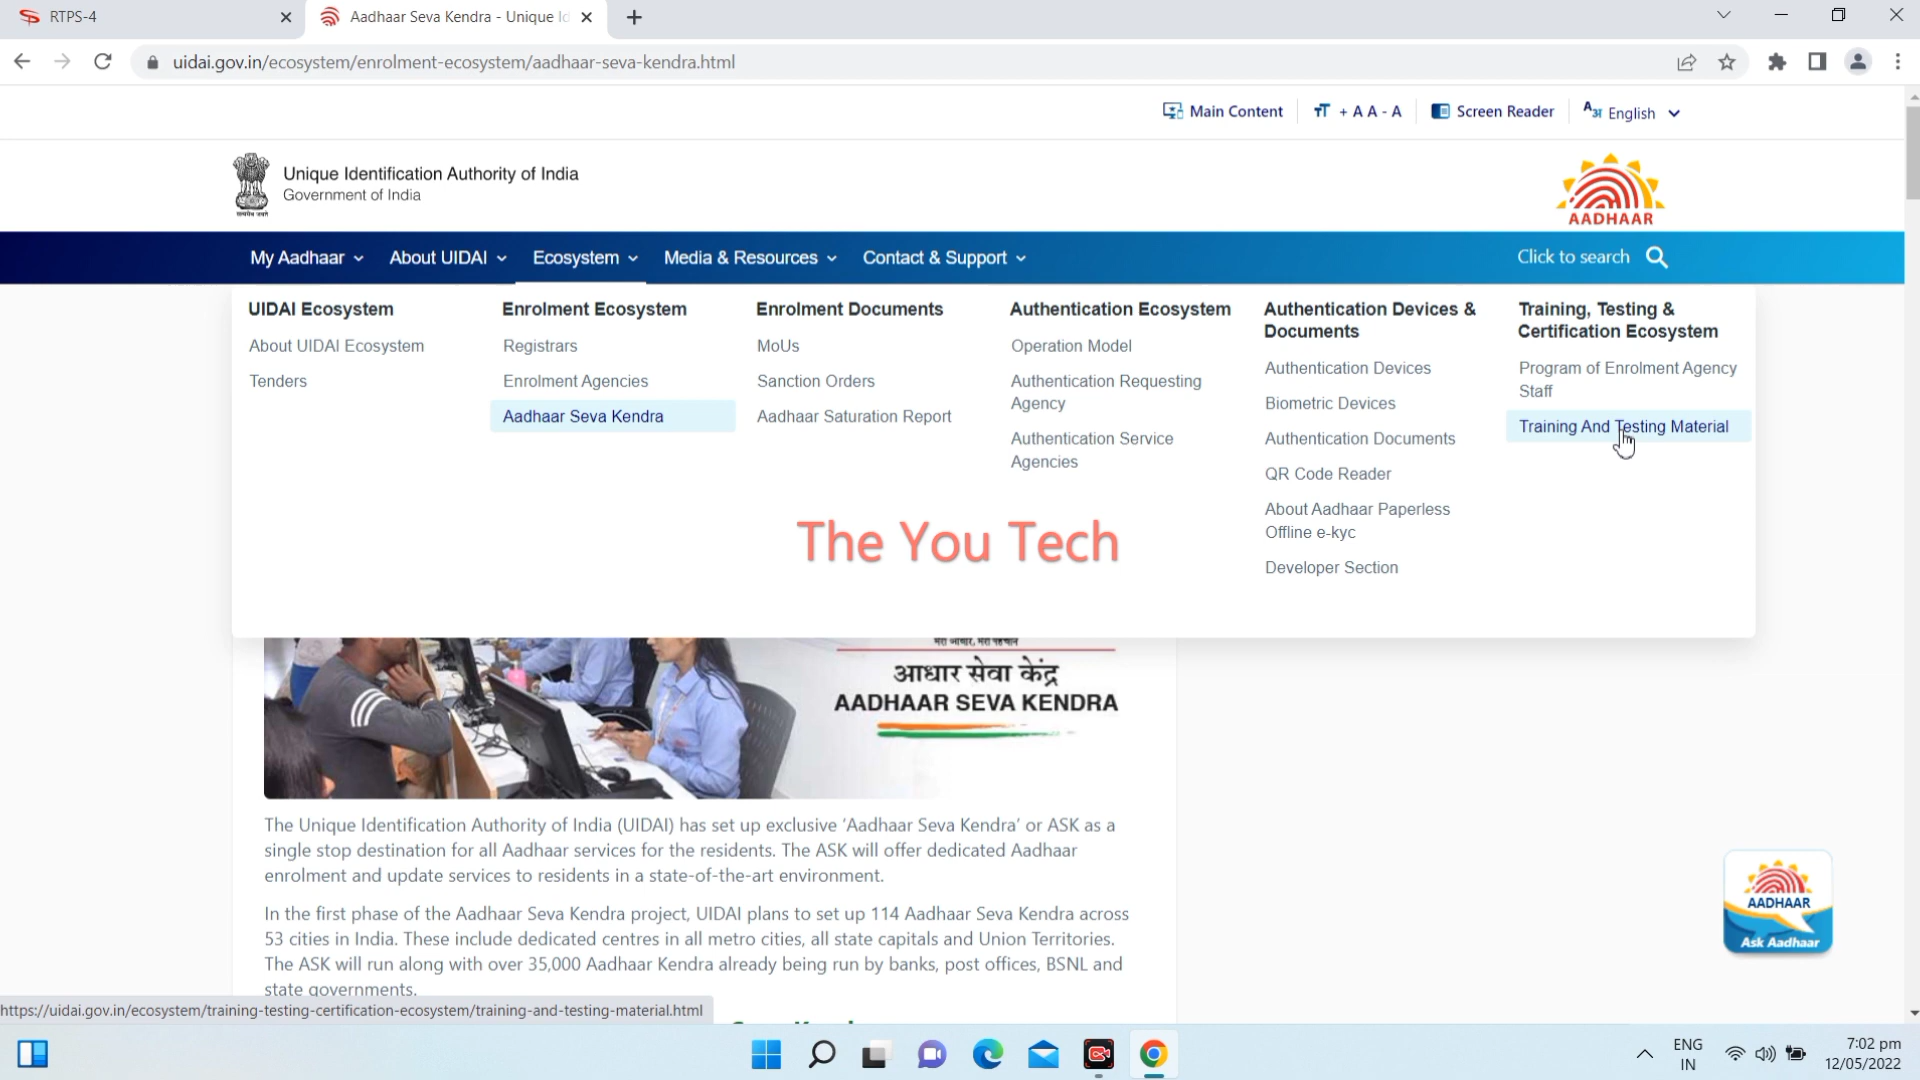 RTPS-4
Aadhaar Seva Kendra - Unique Id
uidai.gov.in/ecosystem/enrolment-ecosystem/aadhaar-seva-kendra.html
Main Content
+ A A - A
Screen Reader
English
सत्यमेव जयते
Unique Identification Authority of India
Government of India
AADHAAR
My Aadhaar
About UIDAI
Ecosystem
Media & Resources
Contact & Support
Click to search
UIDAI Ecosystem
About UIDAI Ecosystem
Tenders
Enrolment Ecosystem
Registrars
Enrolment Agencies
Aadhaar Seva Kendra
Enrolment Documents
MoUs
Sanction Orders
Aadhaar Saturation Report
Authentication Ecosystem
Operation Model
Authentication Requesting
Agency
Authentication Service
Agencies
Authentication Devices &
Documents
Authentication Devices
Biometric Devices
Authentication Documents
QR Code Reader
About Aadhaar Paperless
Offline e-kyc
Developer Section
Training, Testing &
Certification Ecosystem
Program of Enrolment Agency
Staff
Training And Testing Material
The You Tech
आधार सेवा केंद्र
AADHAAR SEVA KENDRA
The Unique Identification Authority of India (UIDAI) has set up exclusive ‘Aadhaar Seva Kendra’ or ASK as a
single stop destination for all Aadhaar services for the residents. The ASK will offer dedicated Aadhaar
enrolment and update services to residents in a state-of-the-art environment.
In the first phase of the Aadhaar Seva Kendra project, UIDAI plans to set up 114 Aadhaar Seva Kendra across
53 cities in India. These include dedicated centres in all metro cities, all state capitals and Union Territories.
The ASK will run along with over 35,000 Aadhaar Kendra already being run by banks, post offices, BSNL and
state governments.
AADHAAR
Ask Aadhaar
https://uidai.gov.in/ecosystem/training-testing-certification-ecosystem/training-and-testing-material.html
ENG
IN
7:02 pm
12/05/2022